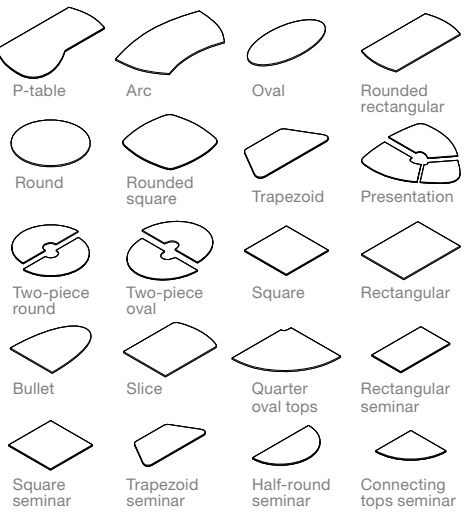 P-table
Arc
Oval
Rounded
rectangular
Round
Rounded
square
Trapezoid
Presentation
Two-piece
round
Two-piece
oval
Square
Rectangular
Bullet
Slice
Quarter
oval tops
Rectangular
seminar
Square
seminar
Trapezoid
seminar
Half-round
seminar
Connecting
tops seminar